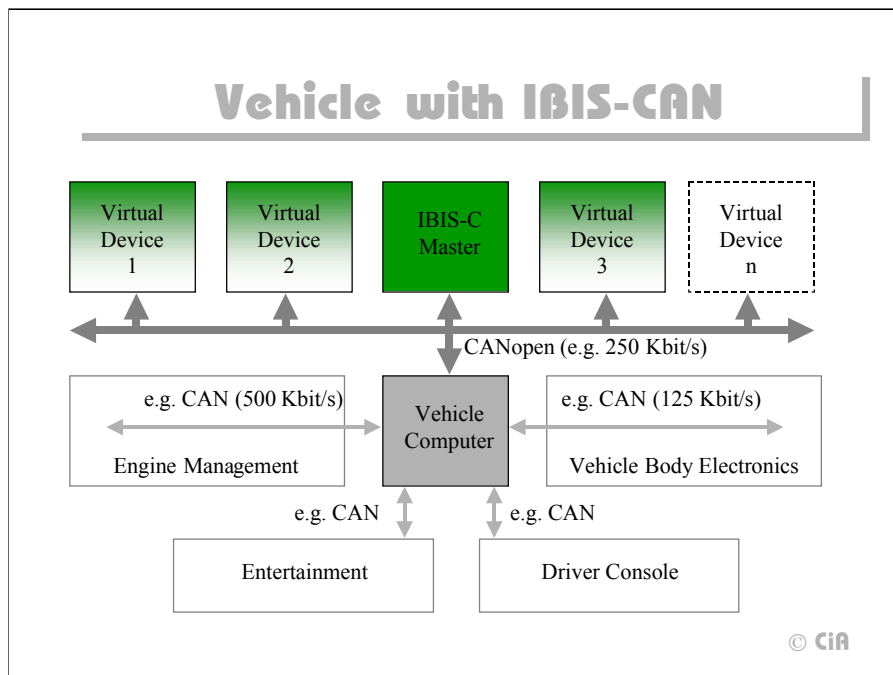 Vehicle with IBIS-CAN
Virtual
Device
1
Virtual
Device
2
IBIS-C
Master
Virtual
Device
3
Virtual
Device
n
CANopen (e.g. 250 Kbit/s)
e.g. CAN (500 Kbit/s)
Engine Management
Vehicle
Computer
e.g. CAN (125 Kbit/s)
Vehicle Body Electronics
e.g. CAN
e.g. CAN
Entertainment
Driver Console
© CiA